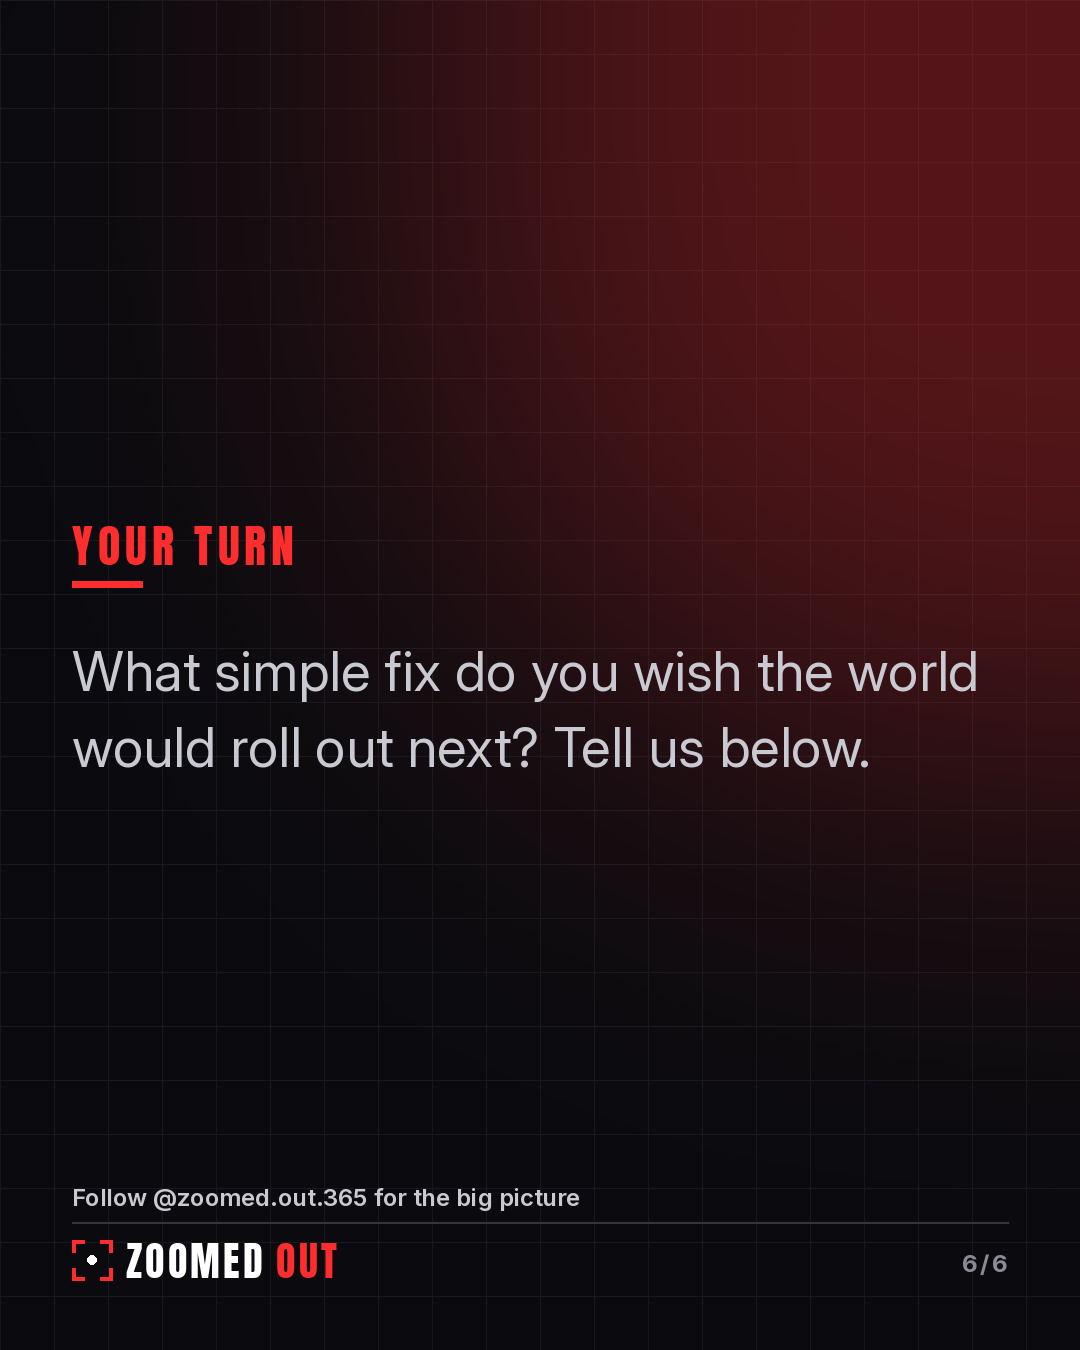 YOUR TURN
What simple fix do you wish the world
would roll out next? Tell us below.
Follow @zoomed.out.365 for the big picture
ZOOMED OUT
6/6